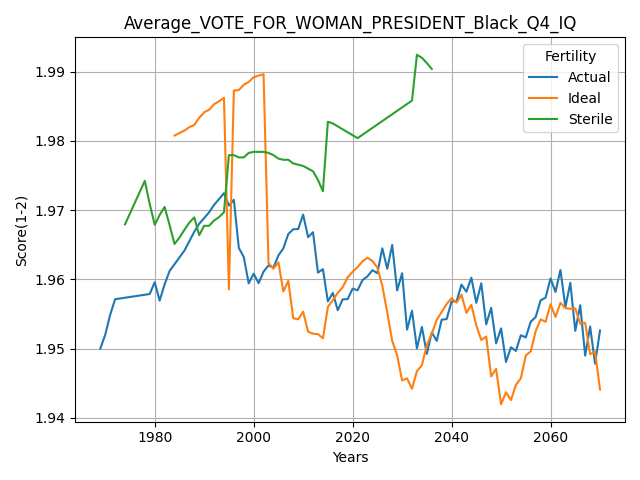 Average_VOTE_FOR_WOMAN_PRESIDENT_Black_Q4_IQ
Fertility
Actual
Ideal
Sterile
Score(1-2)
1.99
1.98
1.97
1.96
1.95
1.94
1980
2000
2020
2040
2060
Years